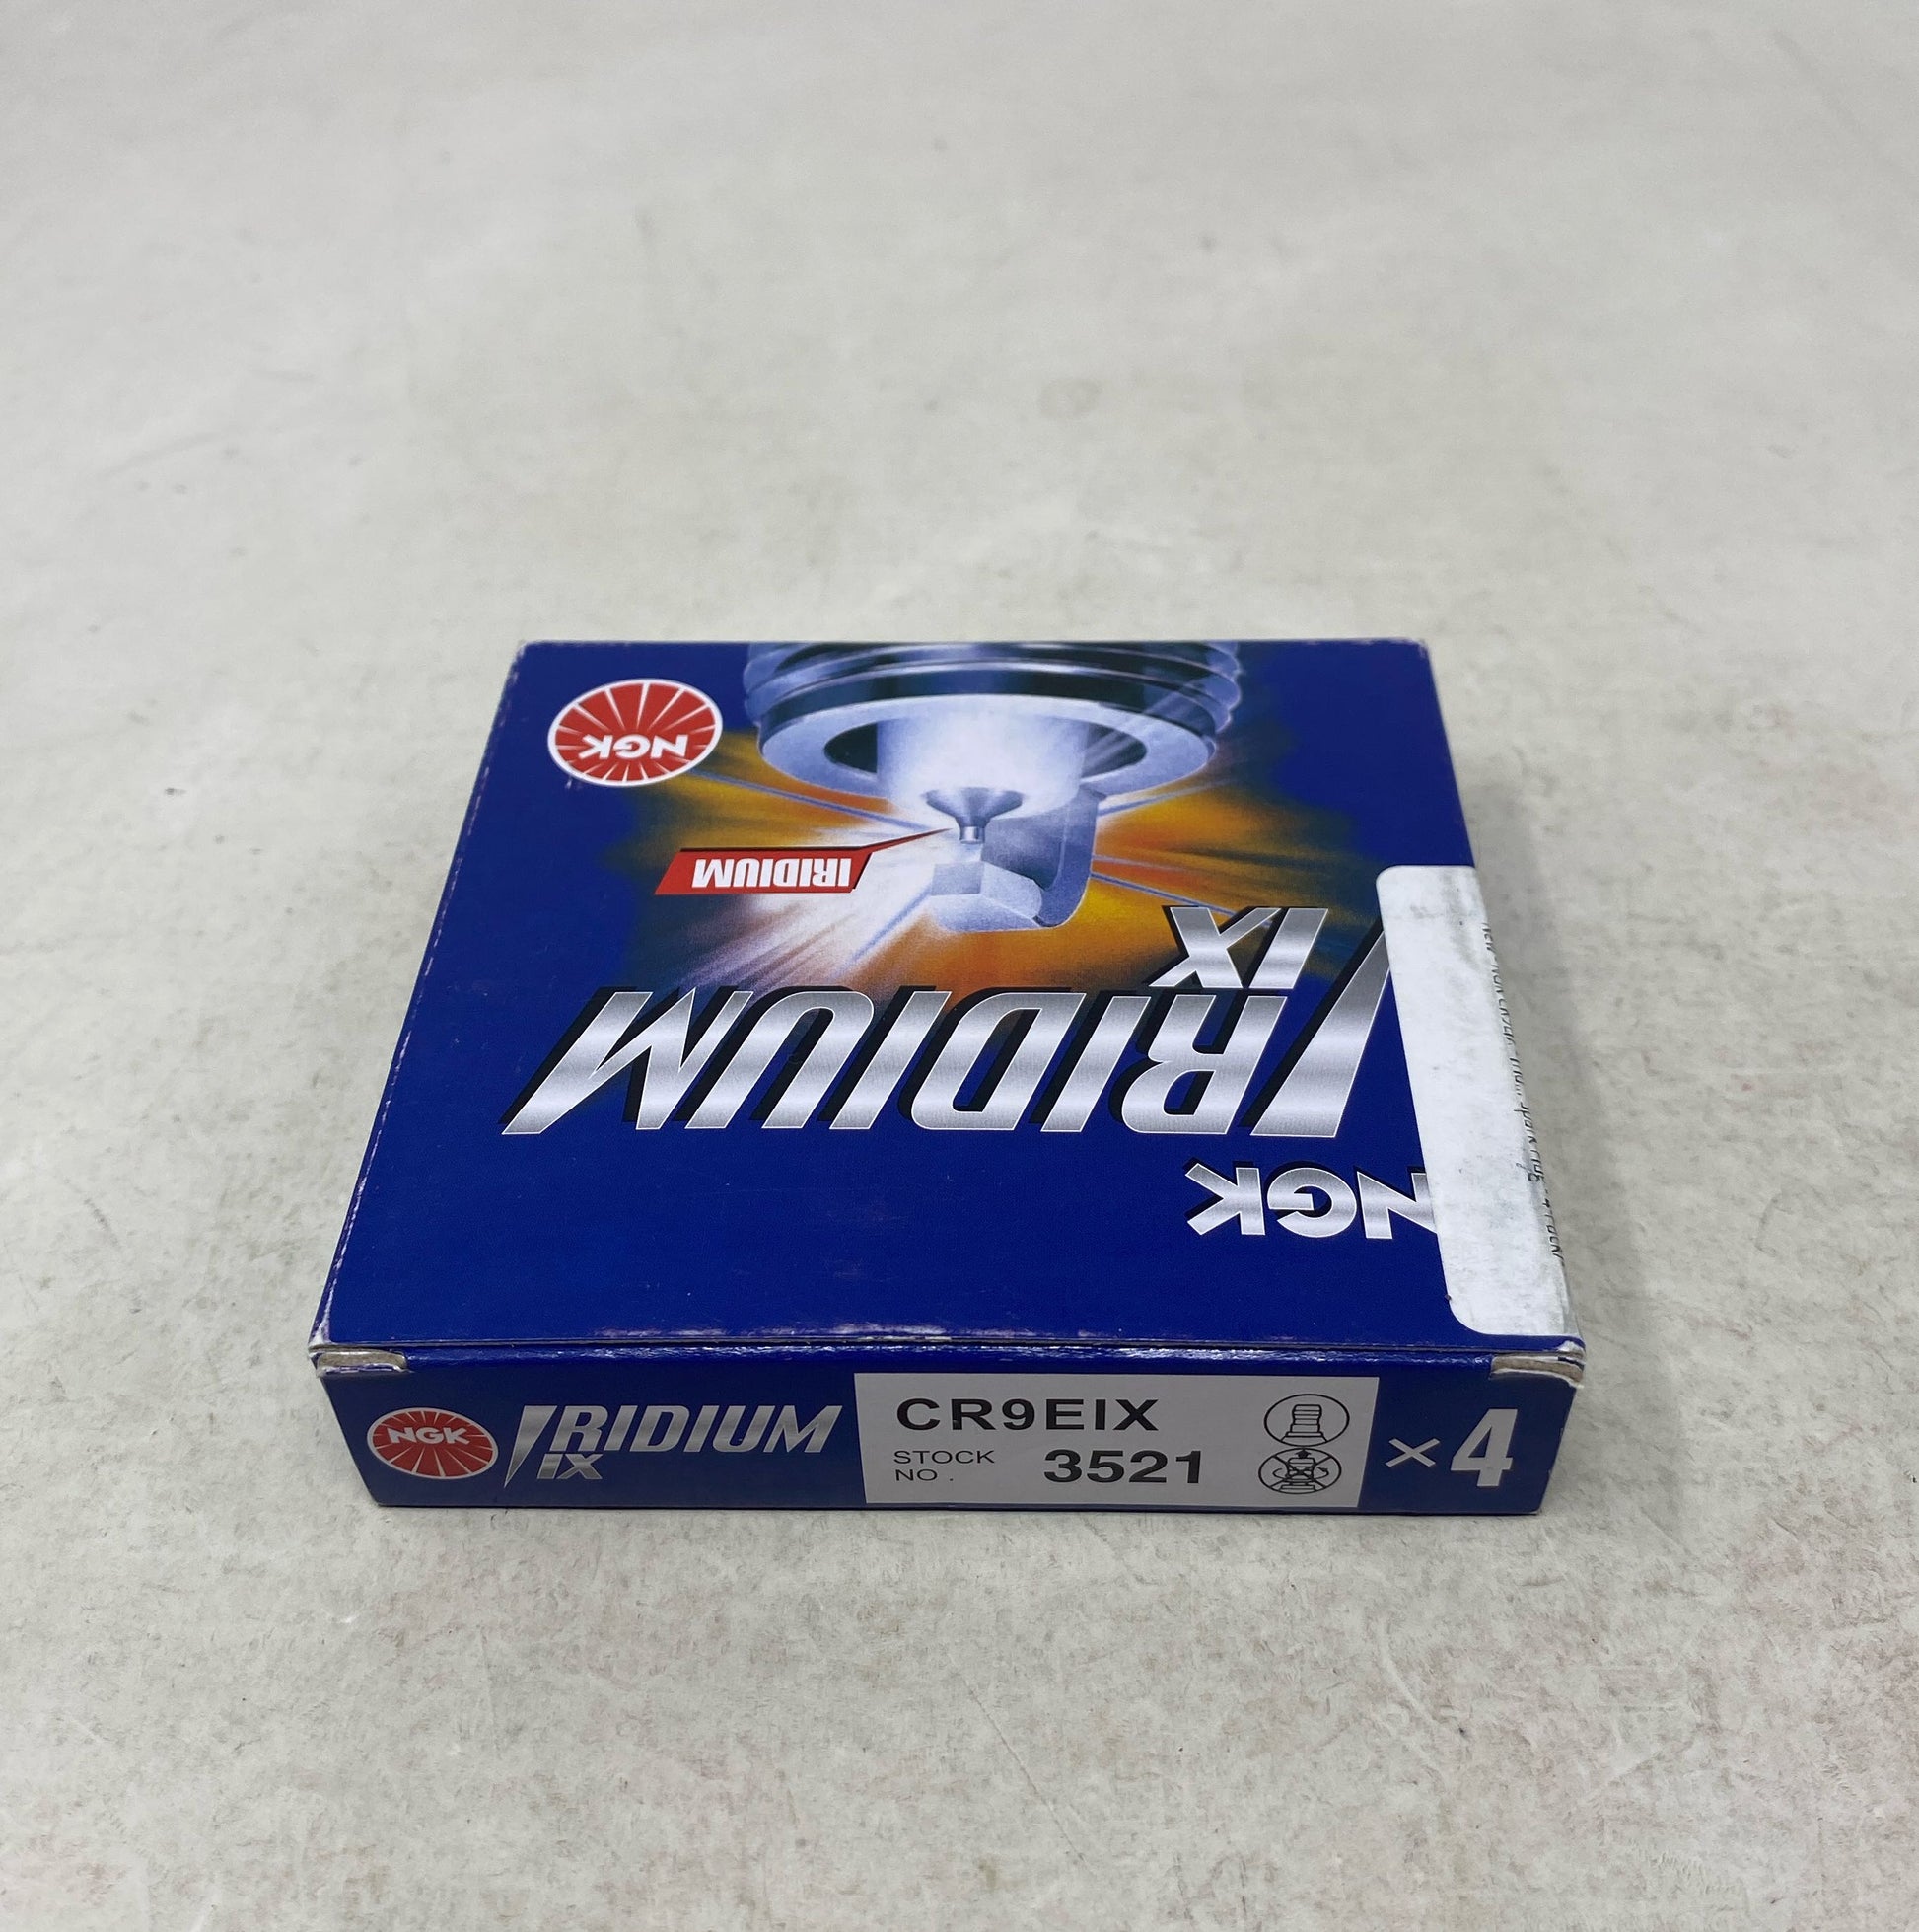 NGK
IRIDIUM
IRIDIUM
IX
NGK
NGK
IRIDIUM
IX
CR9EIX
STOCK
NO. 3521
×4